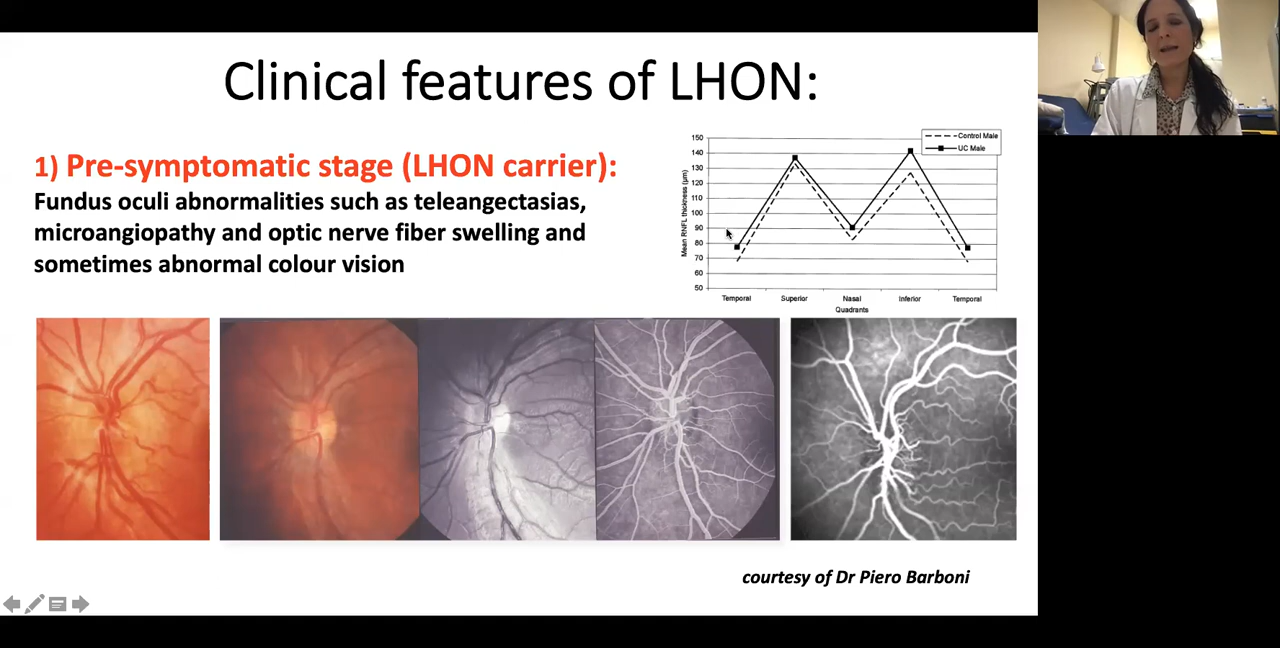 Clinical features of LHON:
1) Pre-symptomatic stage (LHON carrier):
Fundus oculi abnormalities such as teleangectasias,
microangiopathy and optic nerve fiber swelling and
sometimes abnormal colour vision
Control Male
UC Male
Mean RNFL thickness (µm)
150
140
130
120
110
100
90
80
70
60
50
Temporal Superior Nasal Inferior Temporal
Quadrants
courtesy of Dr Piero Barboni